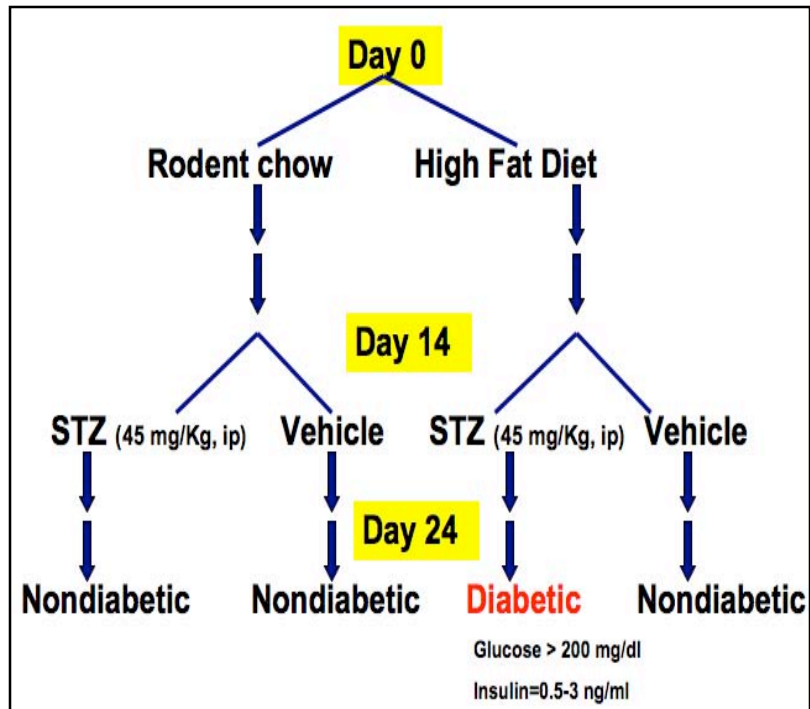 Day 0
Rodent chow High Fat Diet
Day 14
STZ (45 mg/Kg, ip) Vehicle STZ (45 mg/Kg, ip) Vehicle
Day 24
Nondiabetic Nondiabetic Diabetic Nondiabetic
Glucose > 200 mg/dl
Insulin=0.5-3 ng/ml